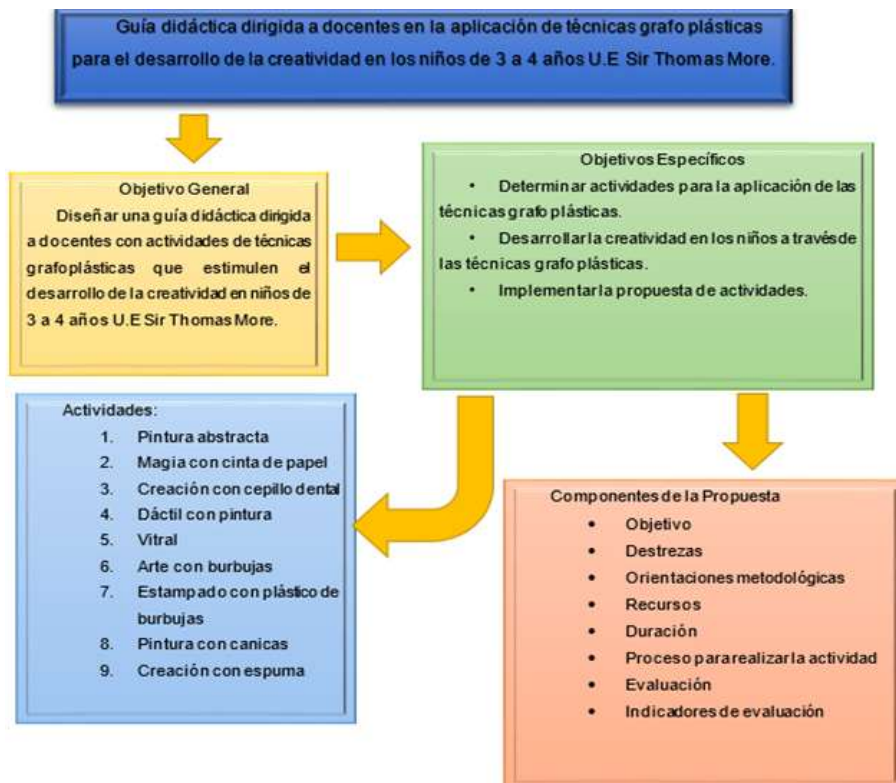 Guía didáctica dirigida a docentes en la aplicación de técnicas grafo plásticas
para el desarrollo de la creatividad en los niños de 3 a 4 años U.E Sir Thomas More.
Objetivo General
Diseñar una guía didáctica dirigida
a docentes con actividades de técnicas
grafoplásticas que estimulen el
desarrollo de la creatividad en niños de
3 a 4 años U.E Sir Thomas More.
Objetivos Específicos
• Determinar actividades para la aplicación de las
técnicas grafo plásticas.
• Desarrollar la creatividad en los niños a través de
las técnicas grafo plásticas.
• Implementar la propuesta de actividades.
Actividades:
1. Pintura abstracta
2. Magia con cinta de papel
3. Creación con cepillo dental
4. Dáctil con pintura
5. Vitral
6. Arte con burbujas
7. Estampado con plástico de
burbujas
8. Pintura con canicas
9. Creación con espuma
Componentes de la Propuesta
• Objetivo
• Destrezas
• Orientaciones metodológicas
• Recursos
• Duración
• Proceso para realizar la actividad
• Evaluación
• Indicadores de evaluación